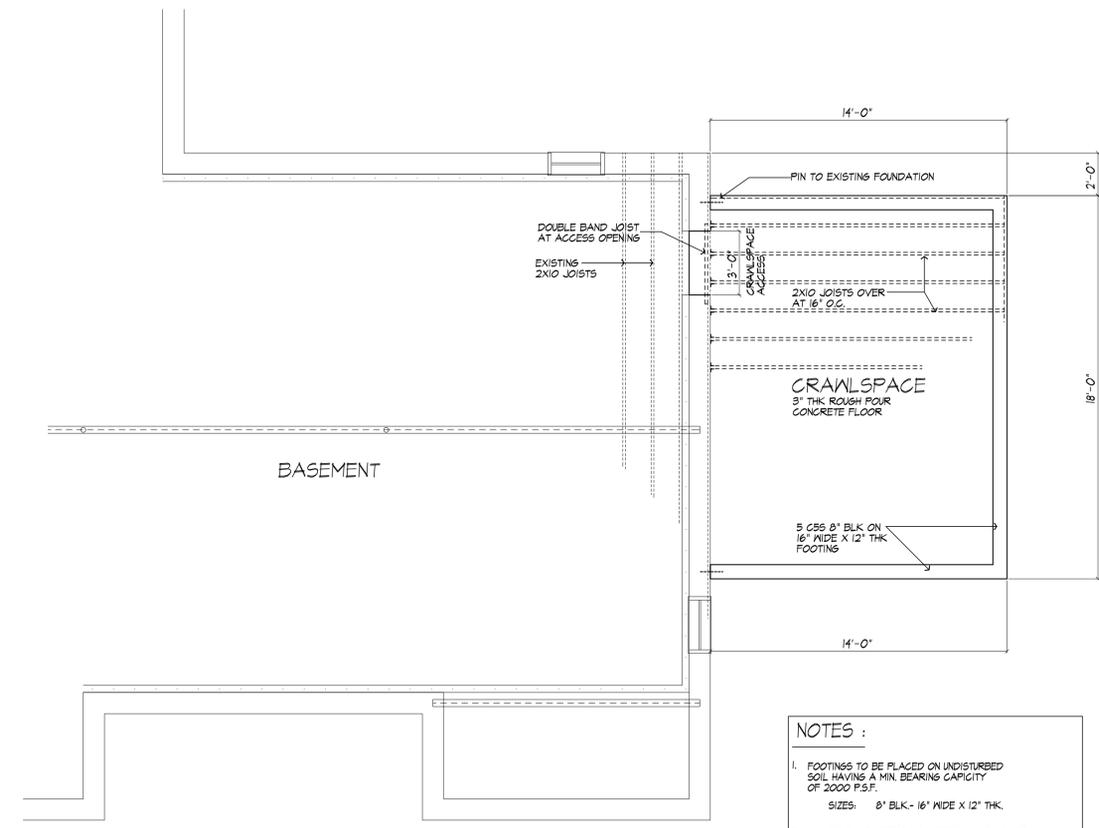 14'-0"
2'-0"
PIN TO EXISTING FOUNDATION
DOUBLE BAND JOIST
AT ACCESS OPENING
EXISTING
2X10 JOISTS
3'-0"
CRAWLSPACE
ACCESS
2X10 JOISTS OVER
AT 16" O.C.
CRAWLSPACE
3" THK ROUGH POUR
CONCRETE FLOOR
18'-0"
BASEMENT
5 CSS 8" BLK ON
16" WIDE X 12" THK
FOOTING
14'-0"
NOTES :
1. FOOTINGS TO BE PLACED ON UNDISTURBED
SOIL HAVING A MIN. BEARING CAPICITY
OF 2000 P.S.F.
SIZES: 8" BLK.- 16" WIDE X 12" THK.